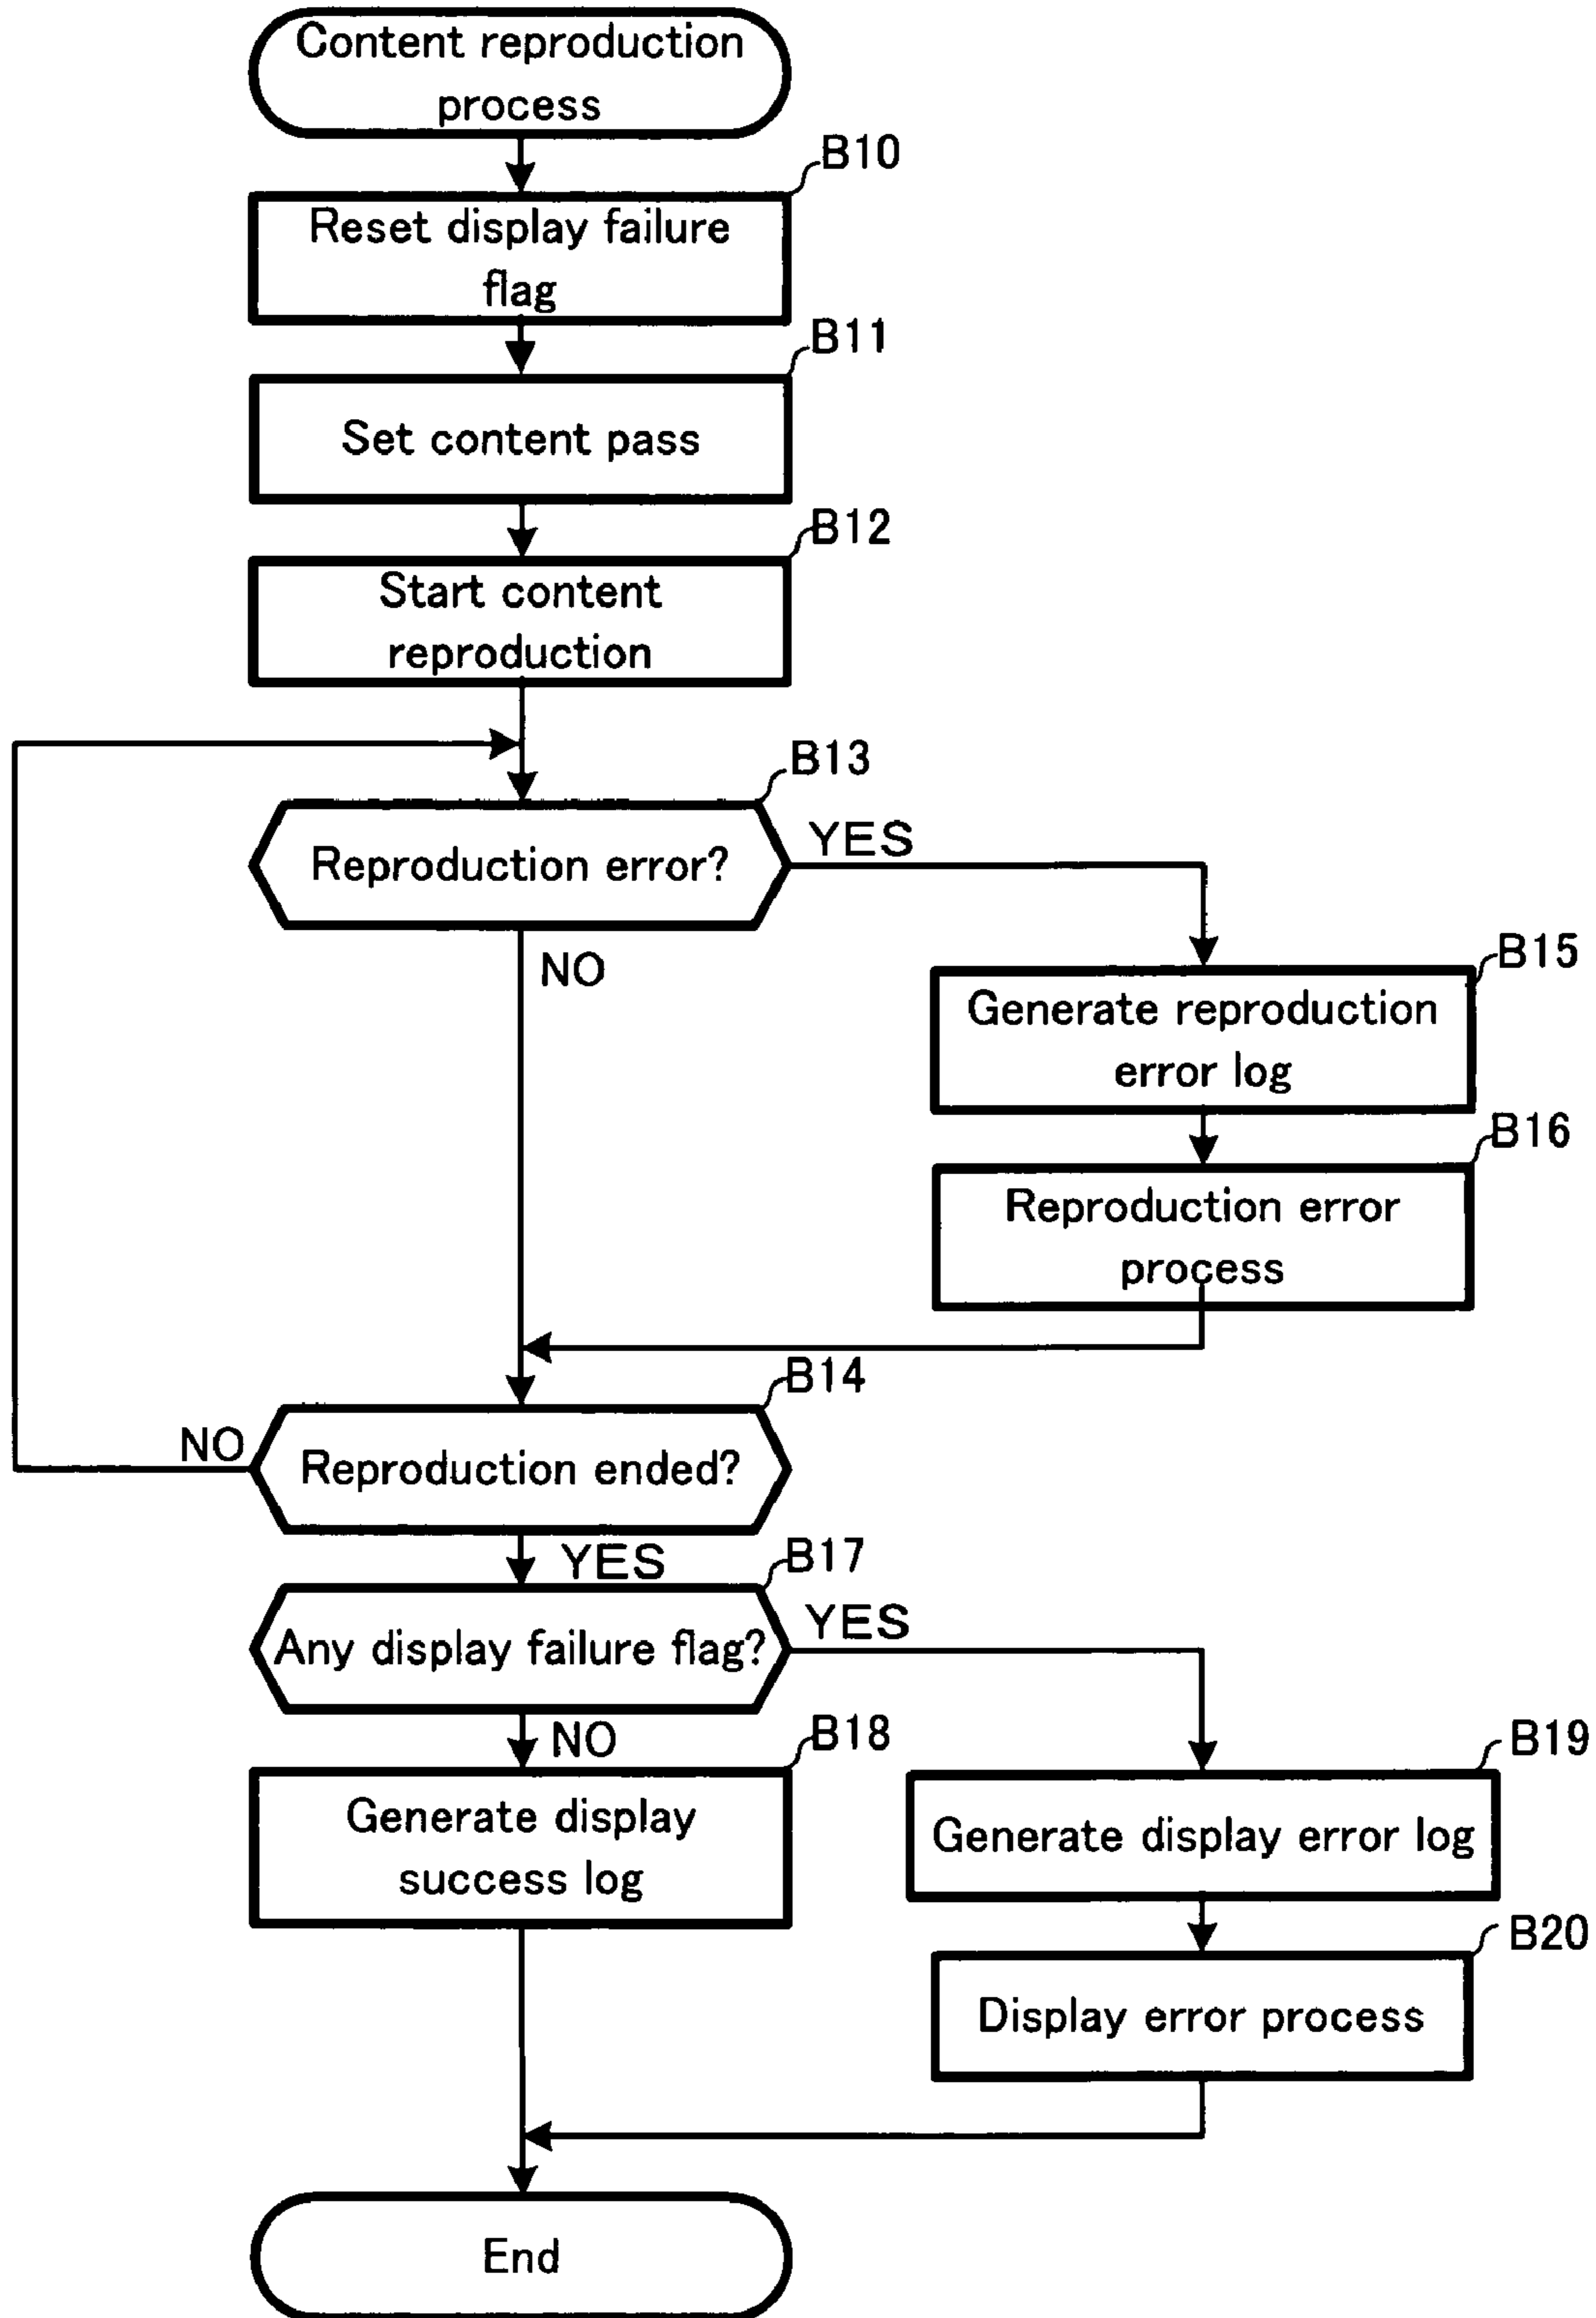 Content reproduction
process
B10
Reset display failure
flag
B11
Set content pass
B12
Start content
reproduction
B13
Reproduction error?
YES
NO
B15
Generate reproduction
error log
B16
Reproduction error
process
B14
NO
Reproduction ended?
YES
B17
Any display failure flag?
YES
NO
B18
Generate display
success log
B19
Generate display error log
B20
Display error process
End